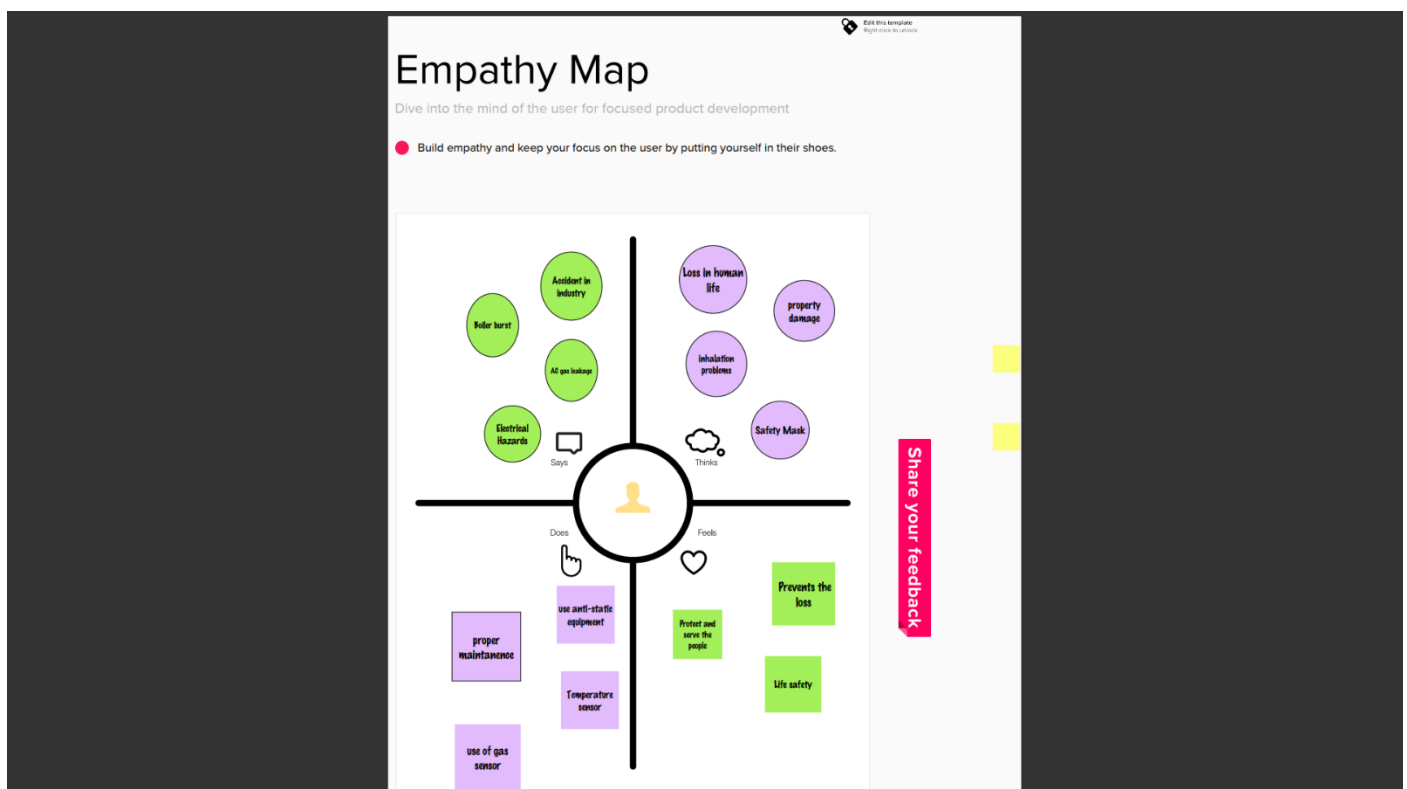 Edit this template
Right-click to unlock
Empathy Map
Dive into the mind of the user for focused product development
Build empathy and keep your focus on the user by putting yourself in their shoes.
Accident in
industry
Boiler burst
AC gas leakage
Electrical
Hazards
Says
Loss in human
life
property
damage
inhalation
problems
Safety Mask
Thinks
Share your feedback
Does
use anti-static
equipment
proper
maintanence
Temperature
sensor
use of gas
sensor
Feels
Prevents the
loss
Protect and
serve the
people
Life safety